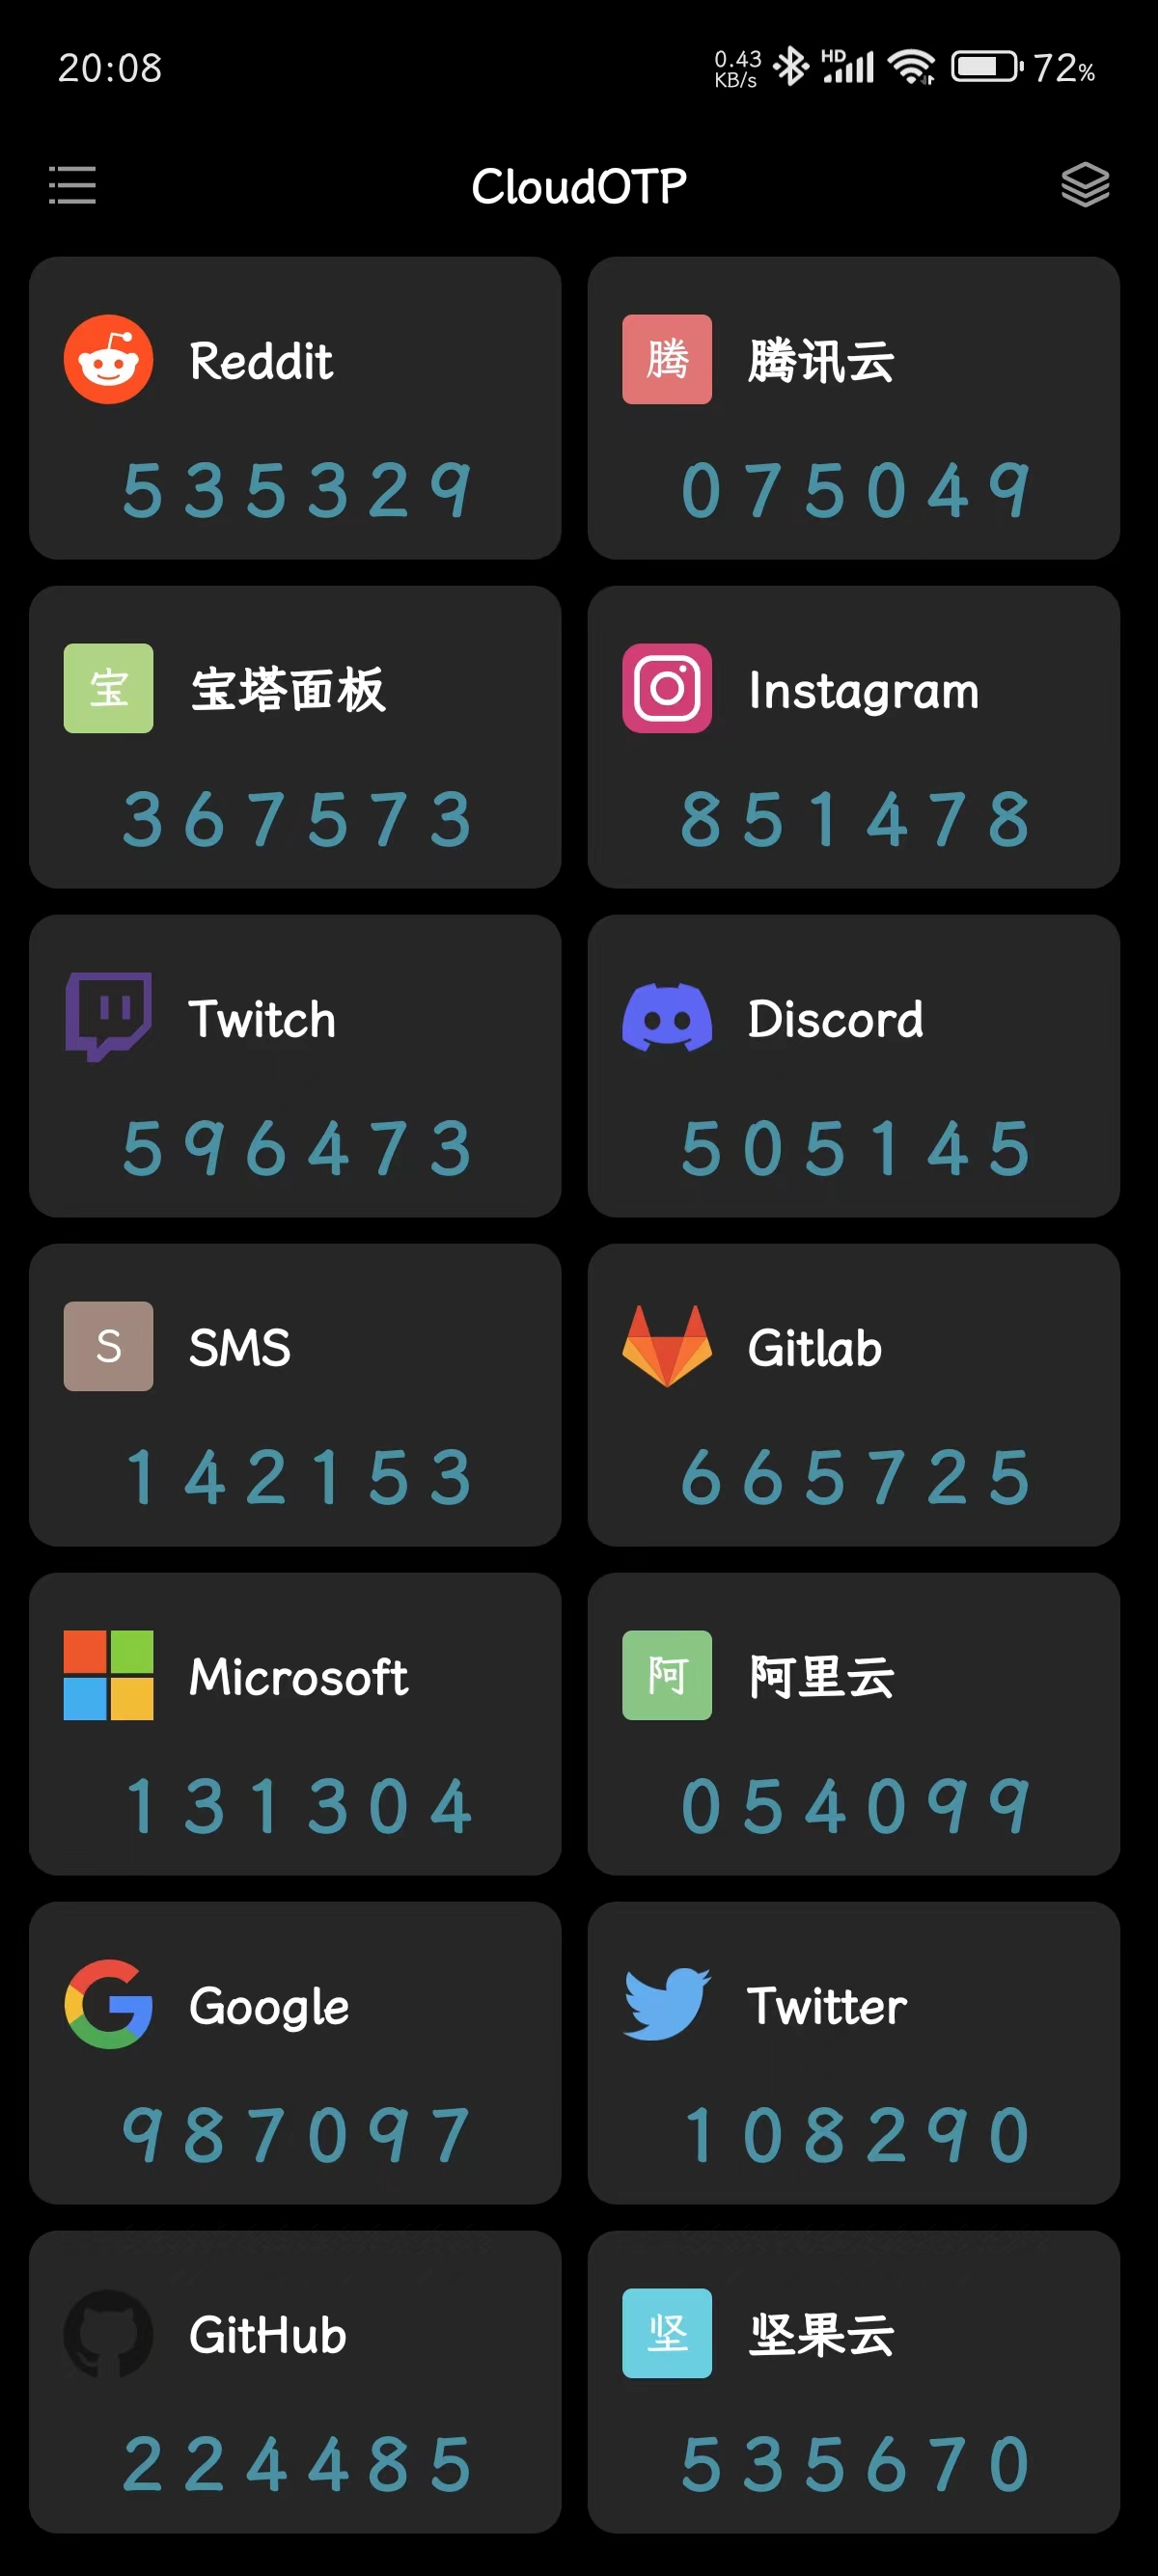 20:08
0.43 KB/s HD 72%
CloudOTP
Reddit
5 3 5 3 2 9
腾 腾讯云
0 7 5 0 4 9
宝 宝塔面板
3 6 7 5 7 3
Instagram
8 5 1 4 7 8
Twitch
5 9 6 4 7 3
Discord
5 0 5 1 4 5
S SMS
1 4 2 1 5 3
Gitlab
6 6 5 7 2 5
Microsoft
1 3 1 3 0 4
阿 阿里云
0 5 4 0 9 9
Google
9 8 7 0 9 7
Twitter
1 0 8 2 9 0
GitHub
2 2 4 4 8 5
坚 坚果云
5 3 5 6 7 0